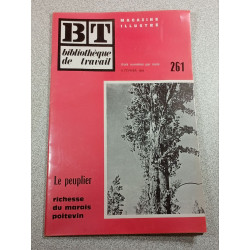 BT
bibliothèque
de travail
MAGAZINE
ILLUSTRÉ
261
Le peuplier
richesse
du marais
poitevin